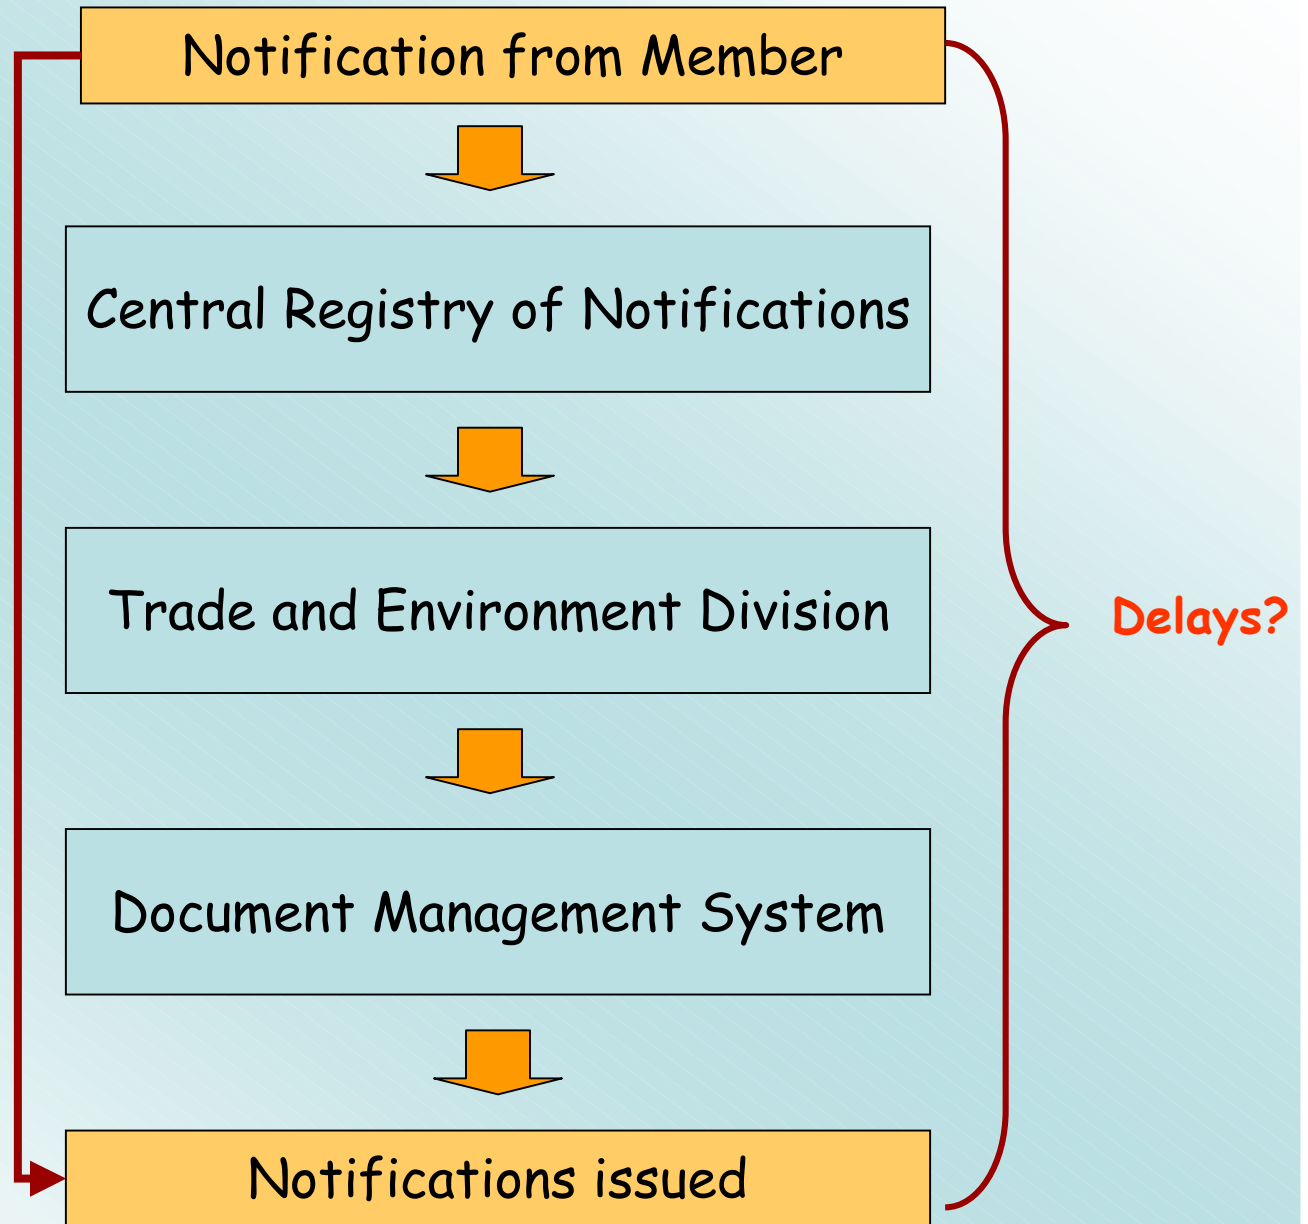 Notification from Member
Central Registry of Notifications
Trade and Environment Division
Delays?
Document Management System
Notifications issued